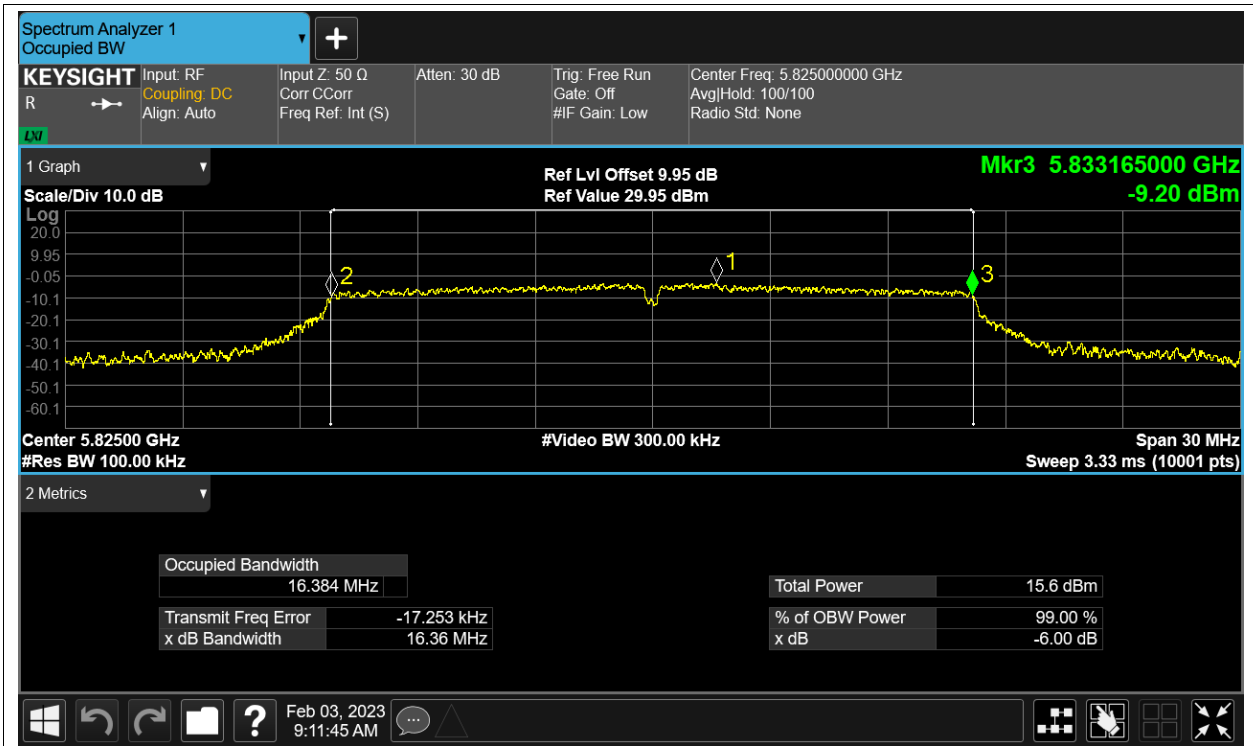 Spectrum Analyzer 1
Occupied BW
KEYSIGHT
R
LXI
Input: RF
Coupling: DC
Align: Auto
Input Z: 50 Ω
Corr CCorr
Freq Ref: Int (S)
Atten: 30 dB
Trig: Free Run
Gate: Off
#IF Gain: Low
Center Freq: 5.825000000 GHz
Avg|Hold: 100/100
Radio Std: None
1 Graph
Scale/Div 10.0 dB
Ref Lvl Offset 9.95 dB
Ref Value 29.95 dBm
Mkr3 5.833165000 GHz
-9.20 dBm
Log
20.0
9.95
-0.05
-10.1
-20.1
-30.1
-40.1
-50.1
-60.1
2
1
3
Center 5.82500 GHz
#Res BW 100.00 kHz
#Video BW 300.00 kHz
Span 30 MHz
Sweep 3.33 ms (10001 pts)
2 Metrics
Occupied Bandwidth
16.384 MHz
Transmit Freq Error -17.253 kHz
x dB Bandwidth 16.36 MHz
Total Power 15.6 dBm
% of OBW Power 99.00 %
x dB -6.00 dB
?
Feb 03, 2023
9:11:45 AM